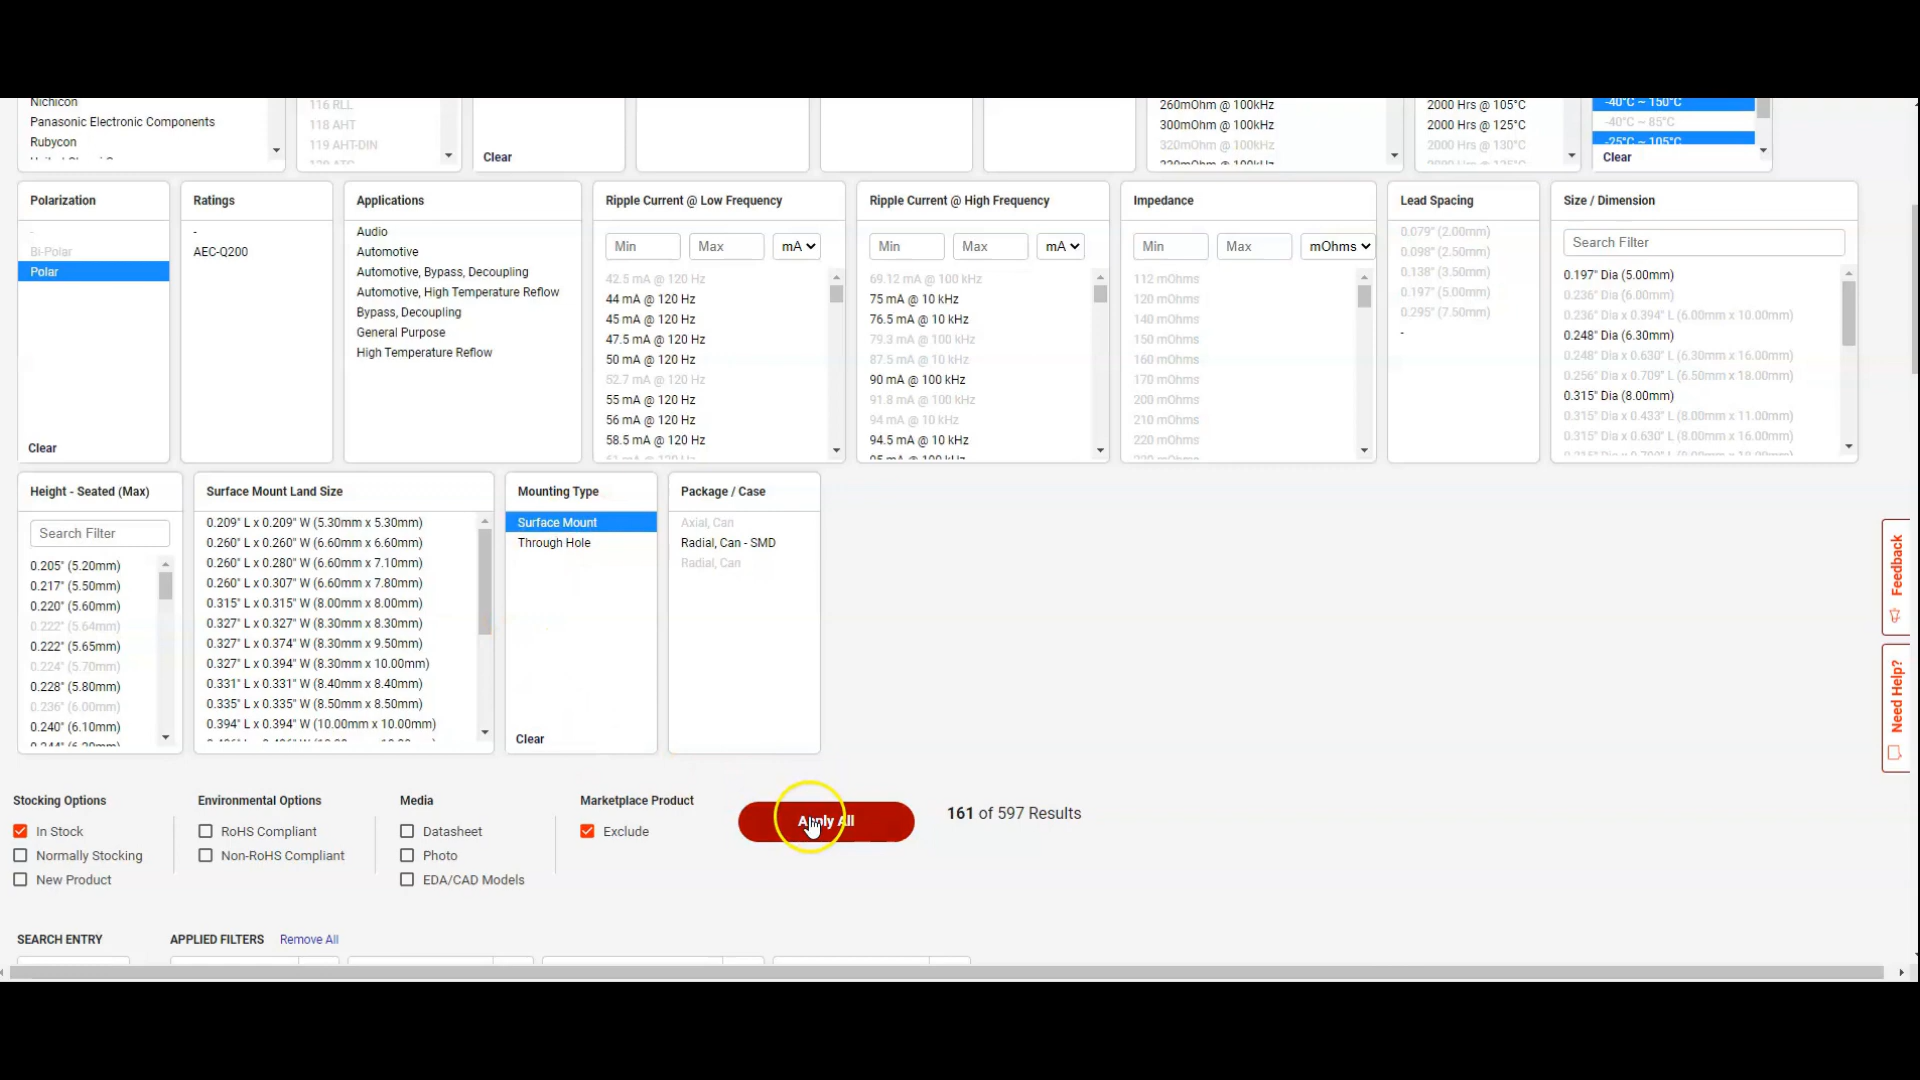 Nichicon
Panasonic Electronic Components
Rubycon
116 RLL
118 AHT
119 AHT-DIN
120 ATC
Clear
260mOhm @ 100kHz
300mOhm @ 100kHz
320mOhm @ 100kHz
2000 Hrs @ 105°C
2000 Hrs @ 125°C
2000 Hrs @ 130°C
-40°C ~ 150°C
-40°C ~ 85°C
-25°C ~ 105°C
Clear
Polarization
-
Bi-Polar
Polar
Clear
Ratings
-
AEC-Q200
Applications
Audio
Automotive
Automotive, Bypass, Decoupling
Automotive, High Temperature Reflow
Bypass, Decoupling
General Purpose
High Temperature Reflow
Ripple Current @ Low Frequency
Min Max mA
42.5 mA @ 120 Hz
44 mA @ 120 Hz
45 mA @ 120 Hz
47.5 mA @ 120 Hz
50 mA @ 120 Hz
52.7 mA @ 120 Hz
55 mA @ 120 Hz
56 mA @ 120 Hz
58.5 mA @ 120 Hz
61 mA @ 120 Hz
Ripple Current @ High Frequency
Min Max mA
69.12 mA @ 100 kHz
75 mA @ 10 kHz
76.5 mA @ 10 kHz
79.3 mA @ 100 kHz
87.5 mA @ 10 kHz
90 mA @ 100 kHz
91.8 mA @ 100 kHz
94 mA @ 10 kHz
94.5 mA @ 10 kHz
95 mA @ 100 kHz
Impedance
Min Max mOhms
112 mOhms
120 mOhms
140 mOhms
150 mOhms
160 mOhms
170 mOhms
200 mOhms
210 mOhms
220 mOhms
Lead Spacing
0.079" (2.00mm)
0.098" (2.50mm)
0.138" (3.50mm)
0.197" (5.00mm)
0.295" (7.50mm)
-
Size / Dimension
Search Filter
0.197" Dia (5.00mm)
0.236" Dia (6.00mm)
0.236" Dia x 0.394" L (6.00mm x 10.00mm)
0.248" Dia (6.30mm)
0.248" Dia x 0.630" L (6.30mm x 16.00mm)
0.256" Dia x 0.709" L (6.50mm x 18.00mm)
0.315" Dia (8.00mm)
0.315" Dia x 0.433" L (8.00mm x 11.00mm)
0.315" Dia x 0.630" L (8.00mm x 16.00mm)
Height - Seated (Max)
Search Filter
0.205" (5.20mm)
0.217" (5.50mm)
0.220" (5.60mm)
0.222" (5.64mm)
0.222" (5.65mm)
0.224" (5.70mm)
0.228" (5.80mm)
0.236" (6.00mm)
0.240" (6.10mm)
0.244" (6.20mm)
Surface Mount Land Size
0.209" L x 0.209" W (5.30mm x 5.30mm)
0.260" L x 0.260" W (6.60mm x 6.60mm)
0.260" L x 0.280" W (6.60mm x 7.10mm)
0.260" L x 0.307" W (6.60mm x 7.80mm)
0.315" L x 0.315" W (8.00mm x 8.00mm)
0.327" L x 0.327" W (8.30mm x 8.30mm)
0.327" L x 0.374" W (8.30mm x 9.50mm)
0.327" L x 0.394" W (8.30mm x 10.00mm)
0.331" L x 0.331" W (8.40mm x 8.40mm)
0.335" L x 0.335" W (8.50mm x 8.50mm)
0.394" L x 0.394" W (10.00mm x 10.00mm)
Mounting Type
Surface Mount
Through Hole
Clear
Package / Case
Axial, Can
Radial, Can - SMD
Radial, Can
Feedback
Need Help?
Stocking Options
In Stock
Normally Stocking
New Product
Environmental Options
RoHS Compliant
Non-RoHS Compliant
Media
Datasheet
Photo
EDA/CAD Models
Marketplace Product
Exclude
Apply All
161 of 597 Results
SEARCH ENTRY
APPLIED FILTERS Remove All